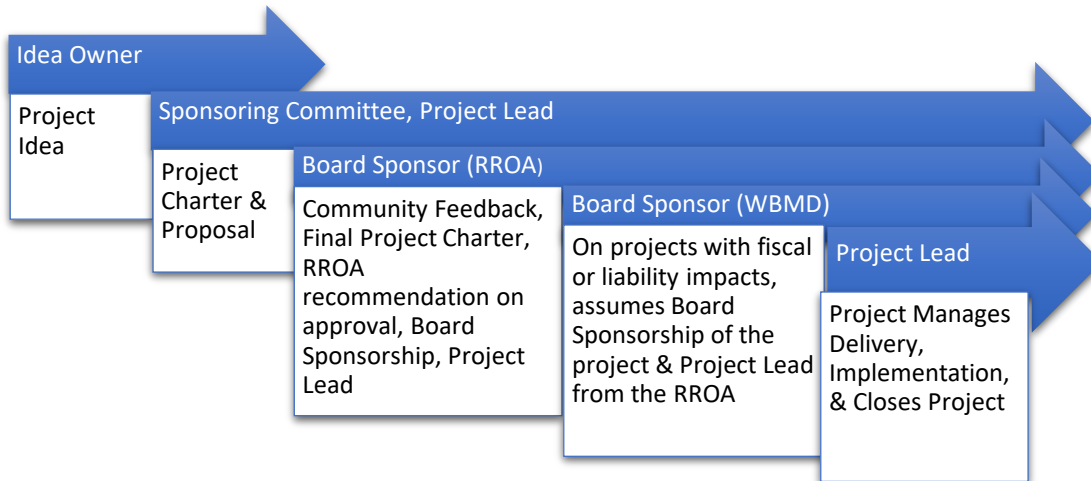 Idea Owner
Project
Idea
Sponsoring Committee, Project Lead
Project
Charter &
Proposal
Board Sponsor (RROA)
Community Feedback,
Final Project Charter,
RROA
recommendation on
approval, Board
Sponsorship, Project
Lead
Board Sponsor (WBMD)
On projects with fiscal
or liability impacts,
assumes Board
Sponsorship of the
project & Project Lead
from the RROA
Project Lead
Project Manages
Delivery,
Implementation,
& Closes Project